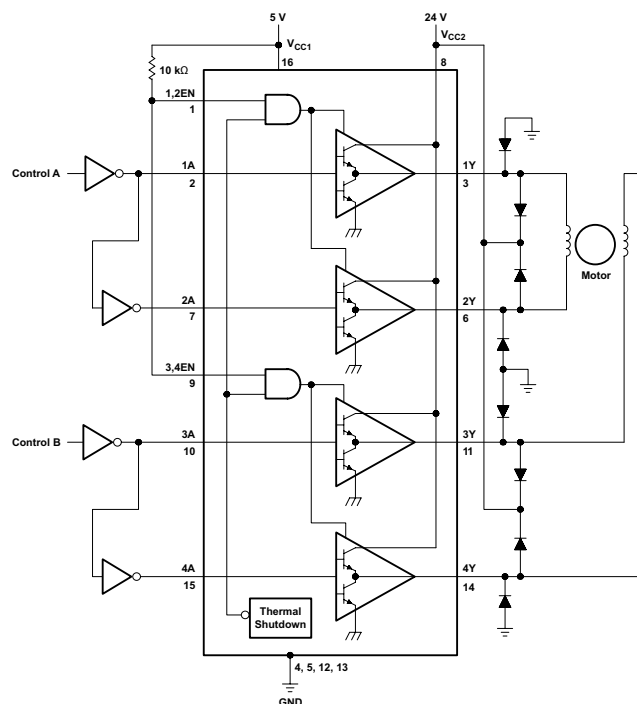 5 V
24 V
VCC1
VCC2
16
8
10 kΩ
1,2EN
1
Control A
1A
2
1Y
3
Motor
2A
7
2Y
6
3,4EN
9
Control B
3A
10
3Y
11
4A
15
4Y
14
Thermal
Shutdown
4, 5, 12, 13
GND